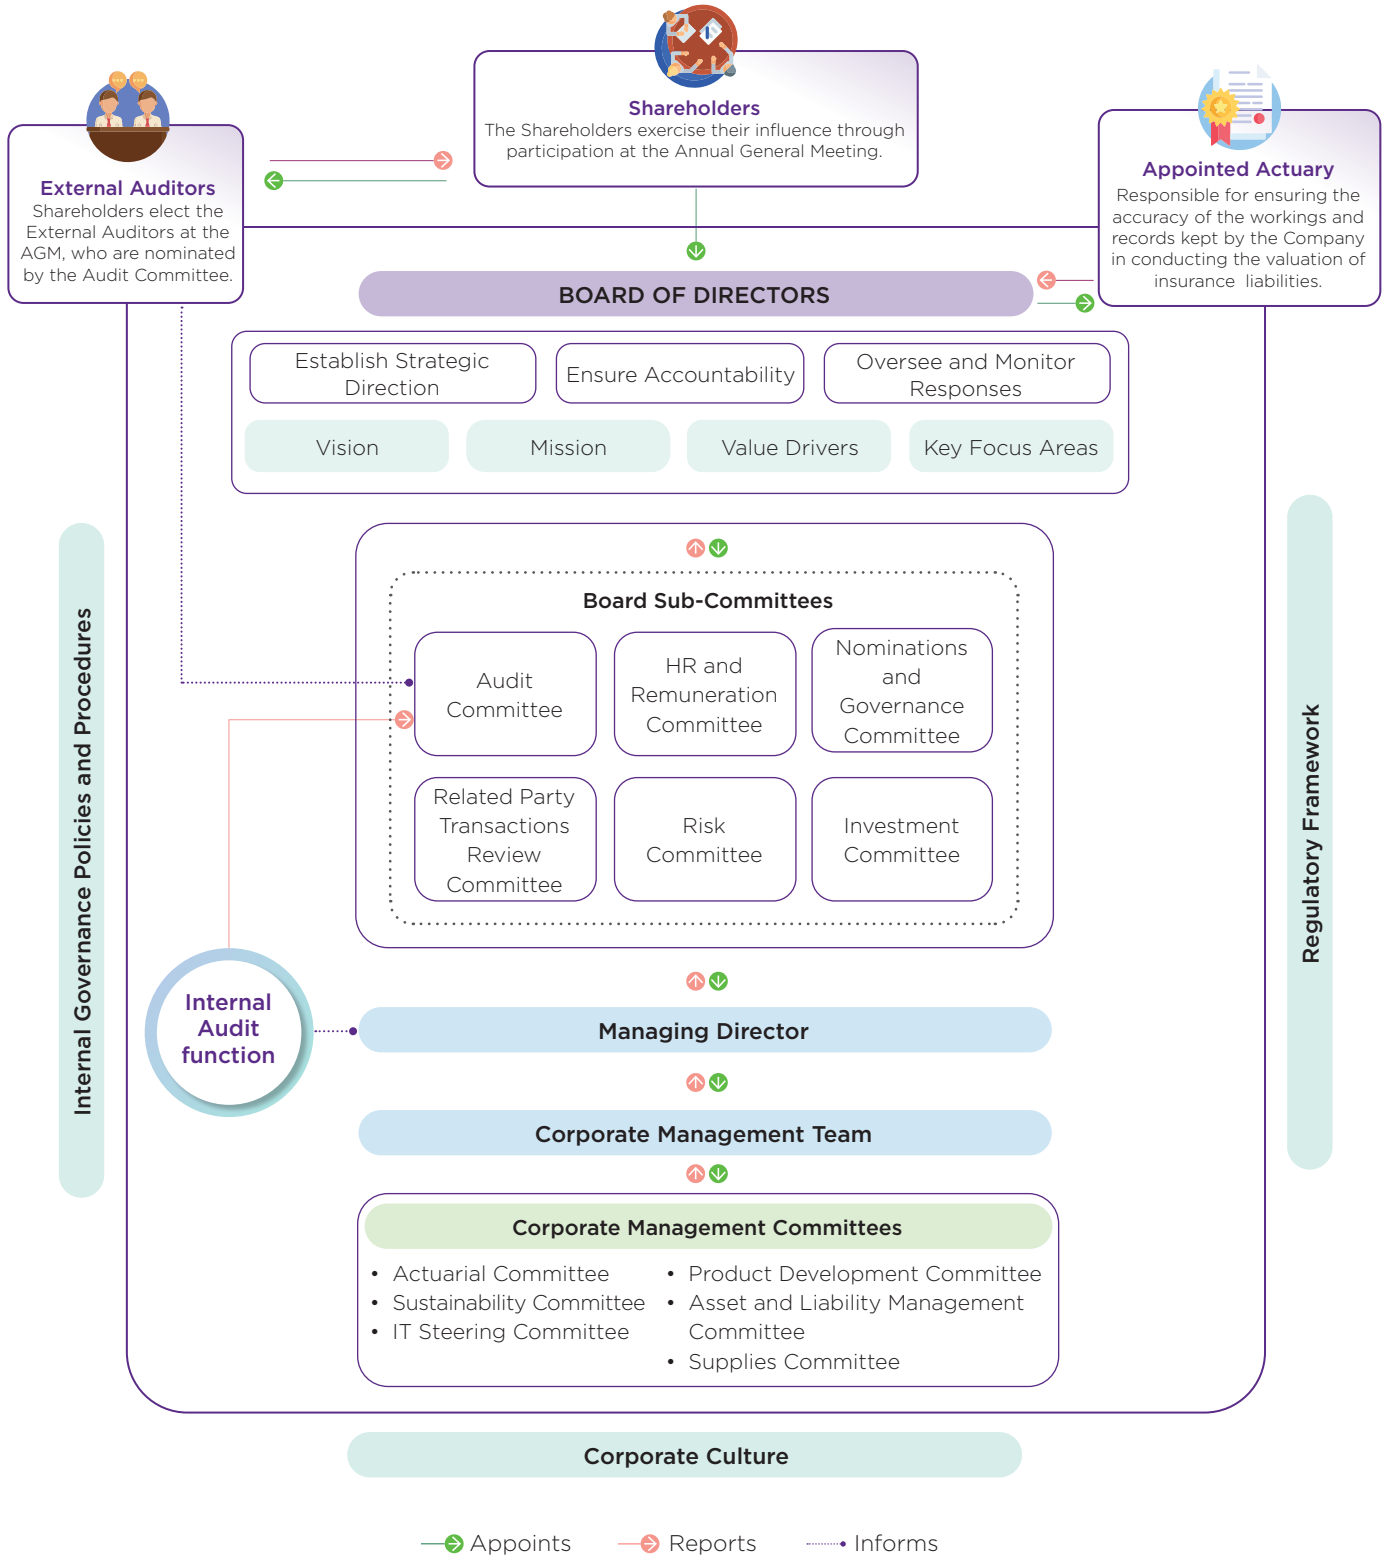 Shareholders
The Shareholders exercise their influence through
participation at the Annual General Meeting.
External Auditors
Shareholders elect the
External Auditors at the
AGM, who are nominated
by the Audit Committee.
Appointed Actuary
Responsible for ensuring the
accuracy of the workings and
records kept by the Company
in conducting the valuation of
insurance liabilities.
BOARD OF DIRECTORS
Establish Strategic
Direction
Ensure Accountability
Oversee and Monitor
Responses
Vision
Mission
Value Drivers
Key Focus Areas
Internal Governance Policies and Procedures
Regulatory Framework
Board Sub-Committees
Audit
Committee
HR and
Remuneration
Committee
Nominations
and
Governance
Committee
Related Party
Transactions
Review
Committee
Risk
Committee
Investment
Committee
Internal
Audit
function
Managing Director
Corporate Management Team
Corporate Management Committees
• Actuarial Committee
• Sustainability Committee
• IT Steering Committee
• Product Development Committee
• Asset and Liability Management
Committee
• Supplies Committee
Corporate Culture
Appoints
Reports
Informs